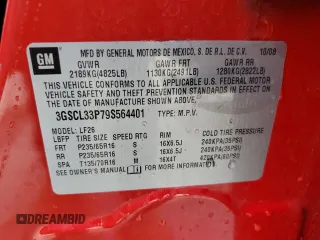 GM
MFD BY GENERAL MOTORS DE MEXICO, S. DE R.L. DE C.V. 10/08
GVWR GAWR FRT GAWR RR
2189KG(4825LB) 1130KG(2491LB) 1280KG(2822LB)
THIS VEHICLE CONFORMS TO ALL APPLICABLE U.S.
FEDERAL MOTOR VEHICLE SAFETY AND THEFT PREVENTION
STANDARDS IN EFFECT ON THE DATE OF MANUFACTURE
SHOWN ABOVE.
3GSCL33P79S564401 TYPE: M.P.V.
MODEL: LF26
TIRE SIZE SPEED RIM COLD TIRE PRESSURE
FRT P235/65R16 S 16X6.5J 240KPA(35PSI)
RR P235/65R16 S 16X6.5J 240KPA(35PSI)
SPA T135/70R16 M 16X4T 420KPA(60PSI)
SEE OWNER'S MANUAL FOR MORE INFORMATION.
DREAMBID